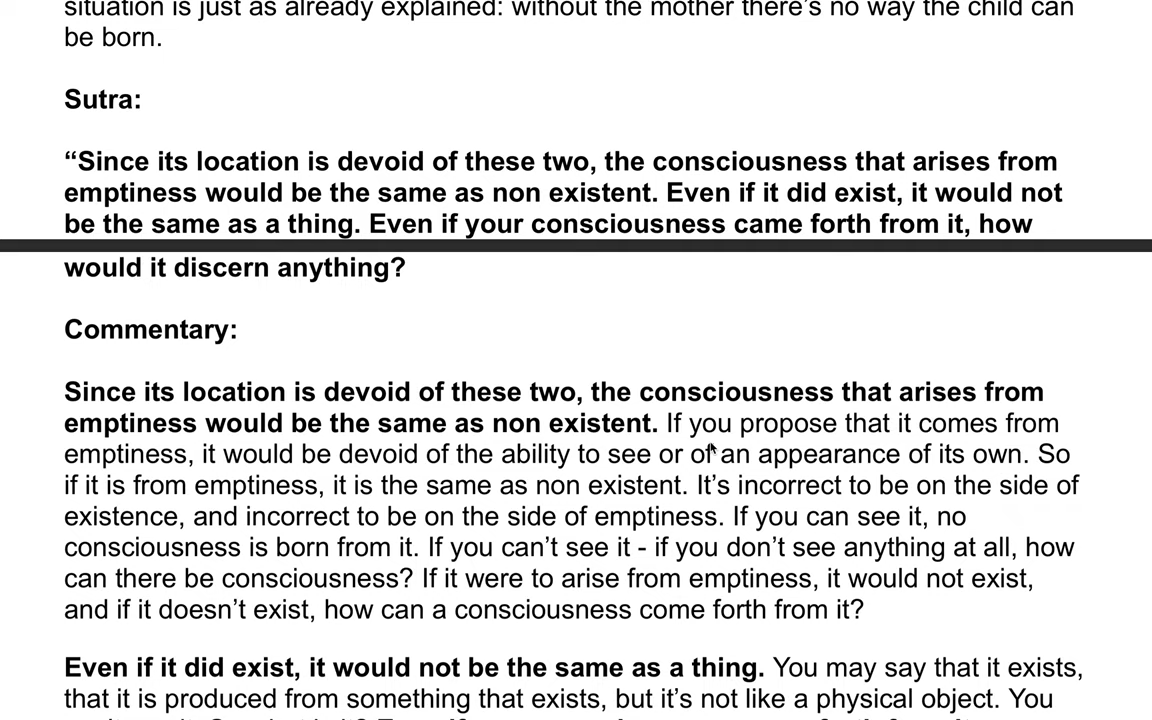 situation is just as already explained: without the mother there's no way the child can
be born.
Sutra:
“Since its location is devoid of these two, the consciousness that arises from
emptiness would be the same as non existent. Even if it did exist, it would not
be the same as a thing. Even if your consciousness came forth from it, how
would it discern anything?
Commentary:
Since its location is devoid of these two, the consciousness that arises from
emptiness would be the same as non existent. If you propose that it comes from
emptiness, it would be devoid of the ability to see or of an appearance of its own. So
if it is from emptiness, it is the same as non existent. It’s incorrect to be on the side of
existence, and incorrect to be on the side of emptiness. If you can see it, no
consciousness is born from it. If you can’t see it - if you don’t see anything at all, how
can there be consciousness? If it were to arise from emptiness, it would not exist,
and if it doesn’t exist, how can a consciousness come forth from it?
Even if it did exist, it would not be the same as a thing. You may say that it exists,
that it is produced from something that exists, but it’s not like a physical object. You